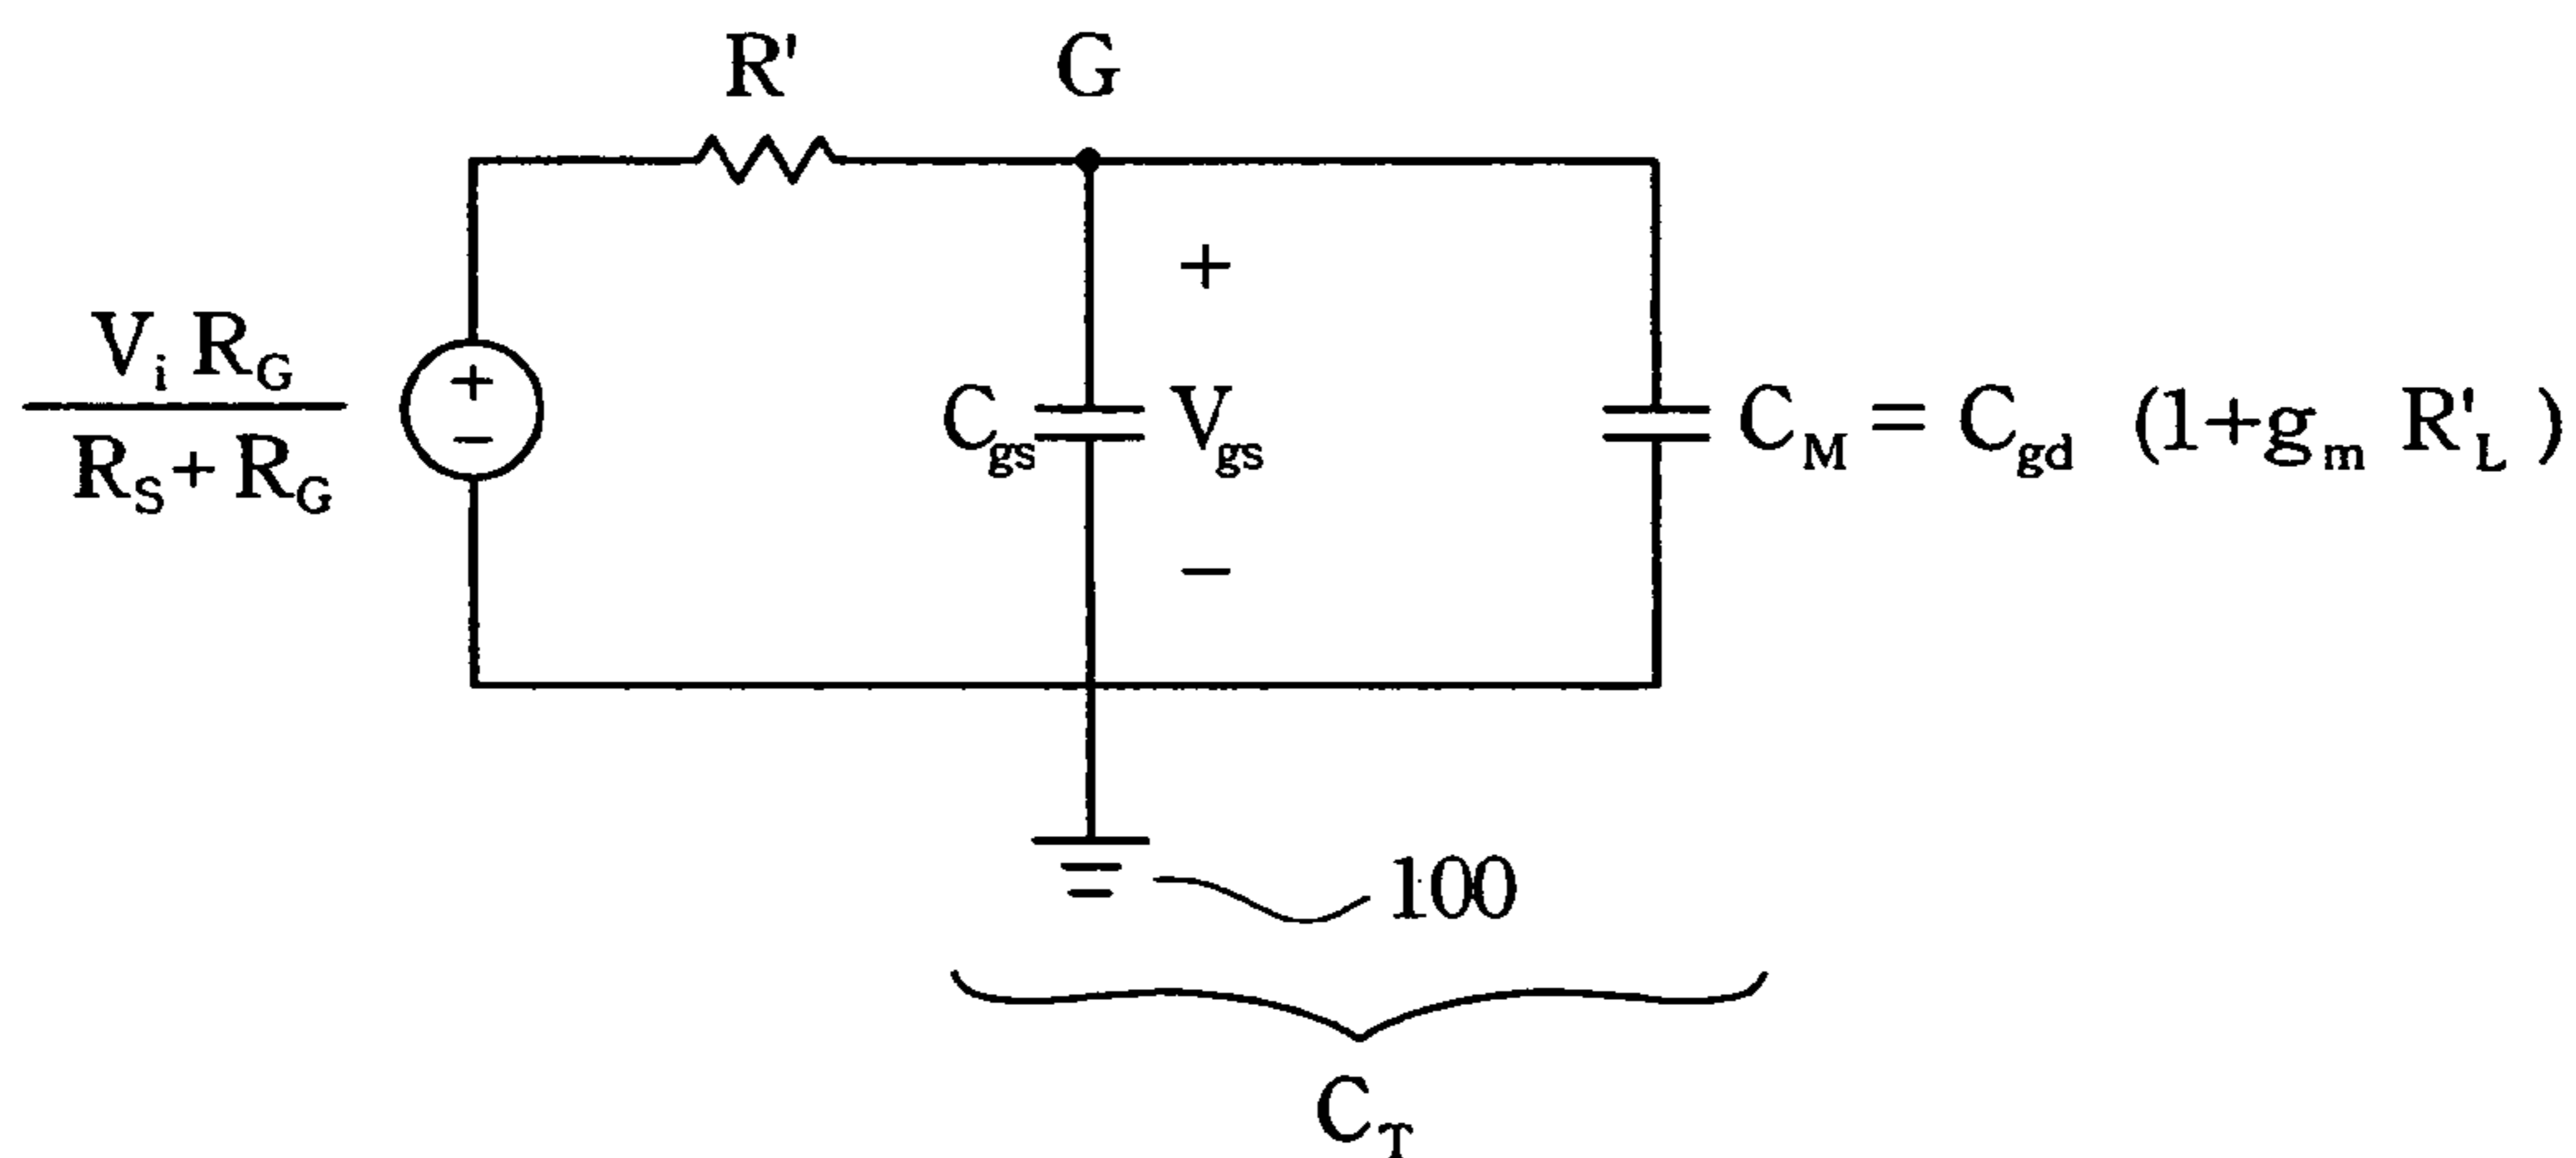 R'
G
V_i R_G
R_S + R_G
+
−
C_gs
+
V_gs
−
C_M = C_gd (1+g_m R'_L )
100
C_T